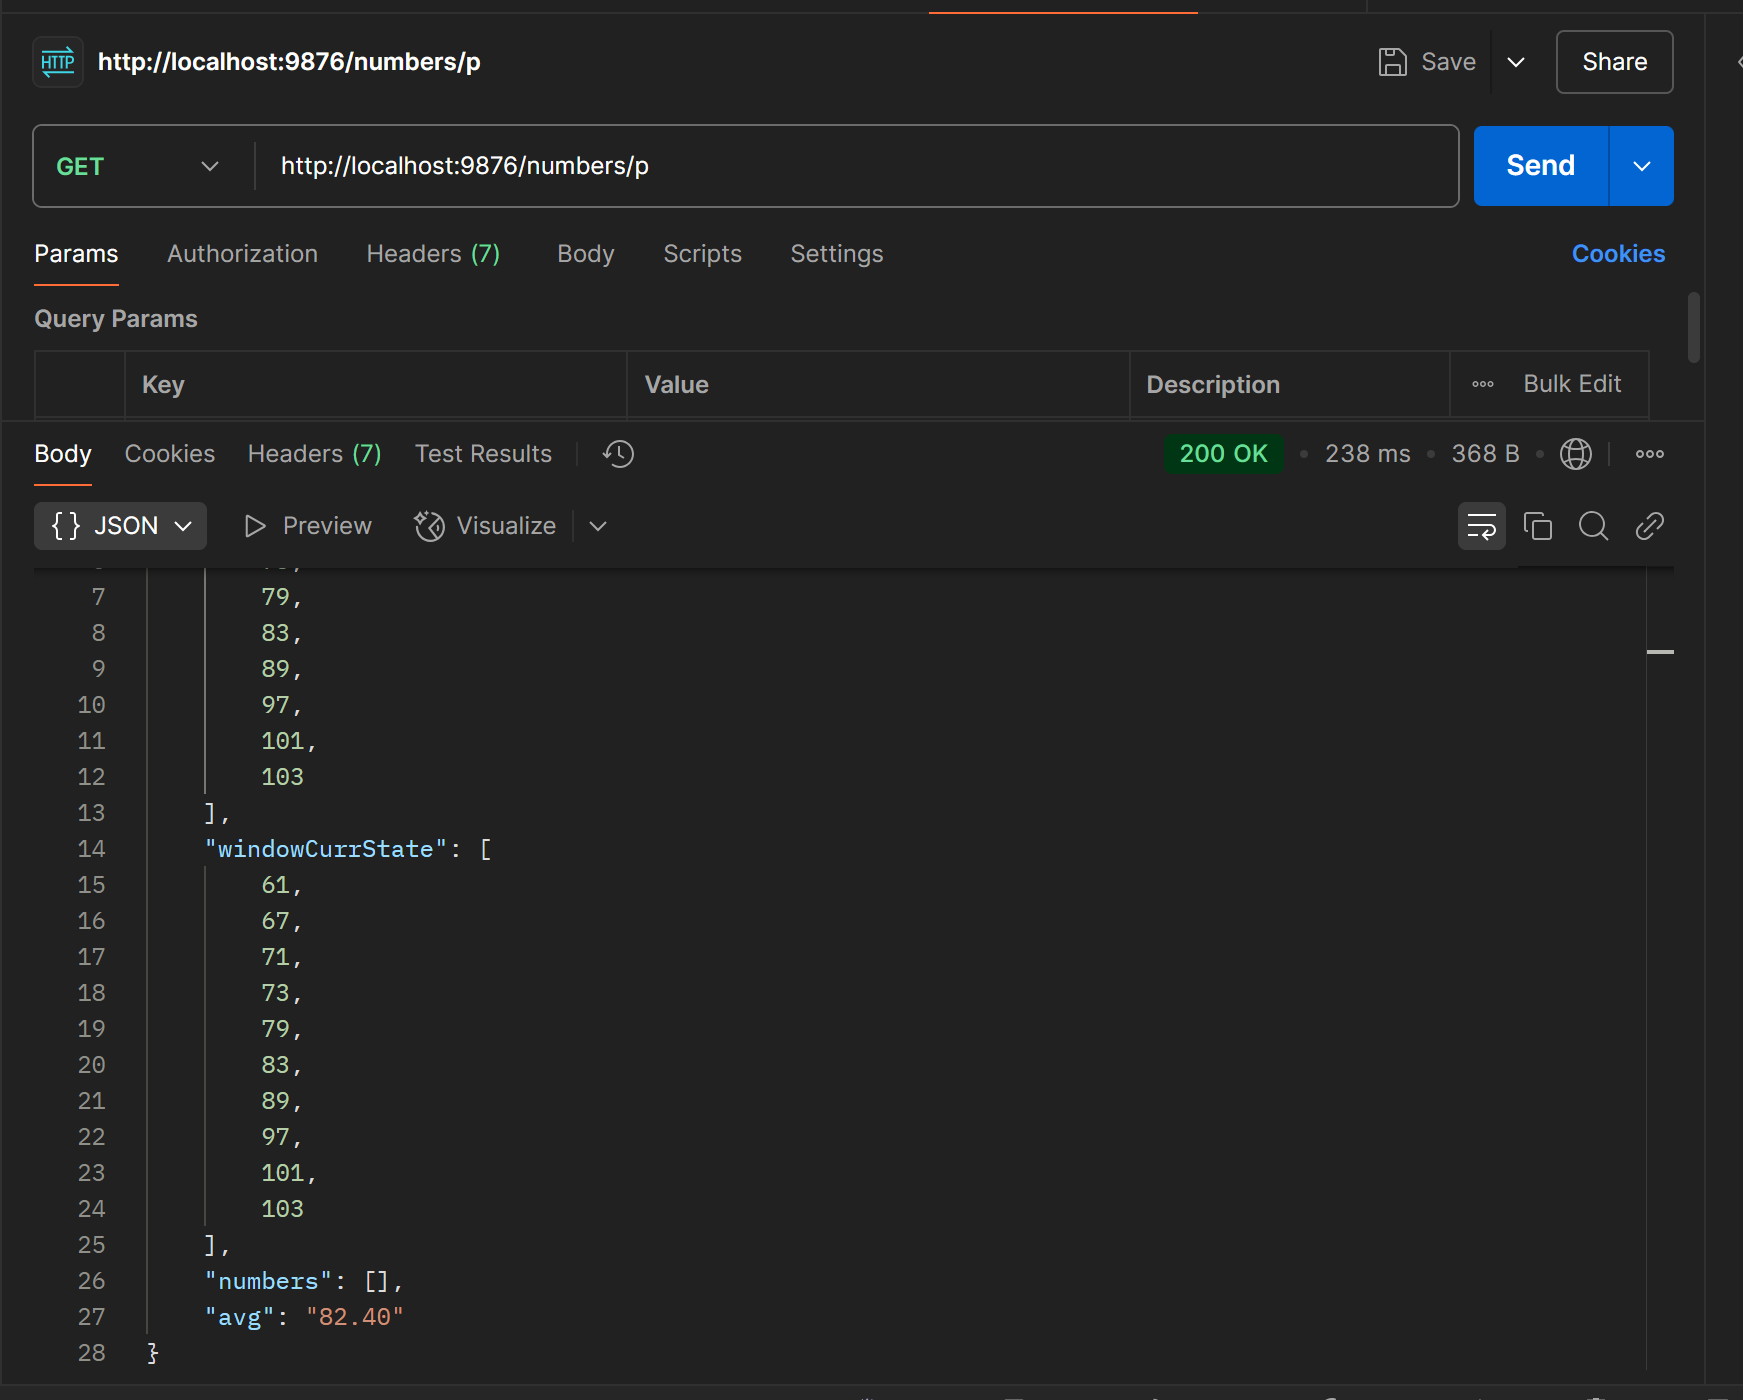 HTTP http://localhost:9876/numbers/p Save Share
GET http://localhost:9876/numbers/p Send
Params Authorization Headers (7) Body Scripts Settings Cookies
Query Params
Key Value Description Bulk Edit
Body Cookies Headers (7) Test Results 200 OK • 238 ms • 368 B •
{} JSON Preview Visualize
7 79,
8 83,
9 89,
10 97,
11 101,
12 103
13 ],
14 "windowCurrState": [
15 61,
16 67,
17 71,
18 73,
19 79,
20 83,
21 89,
22 97,
23 101,
24 103
25 ],
26 "numbers": [],
27 "avg": "82.40"
28 }